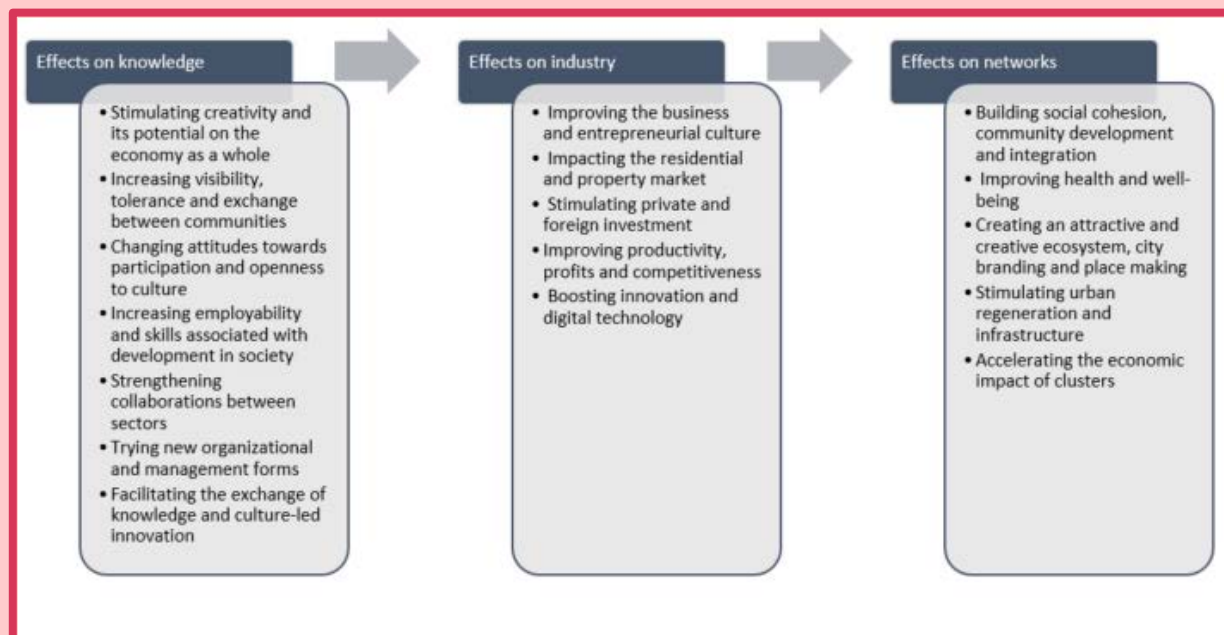 Effects on knowledge
• Stimulating creativity and
its potential on the
economy as a whole
• Increasing visibility,
tolerance and exchange
between communities
• Changing attitudes towards
participation and openness
to culture
• Increasing employability
and skills associated with
development in society
• Strengthening
collaborations between
sectors
• Trying new organizational
and management forms
• Facilitating the exchange of
knowledge and culture-led
innovation
Effects on industry
• Improving the business
and entrepreneurial culture
• Impacting the residential
and property market
• Stimulating private and
foreign investment
• Improving productivity,
profits and competitiveness
• Boosting innovation and
digital technology
Effects on networks
• Building social cohesion,
community development
and integration
• Improving health and well-
being
• Creating an attractive and
creative ecosystem, city
branding and place making
• Stimulating urban
regeneration and
infrastructure
• Accelerating the economic
impact of clusters